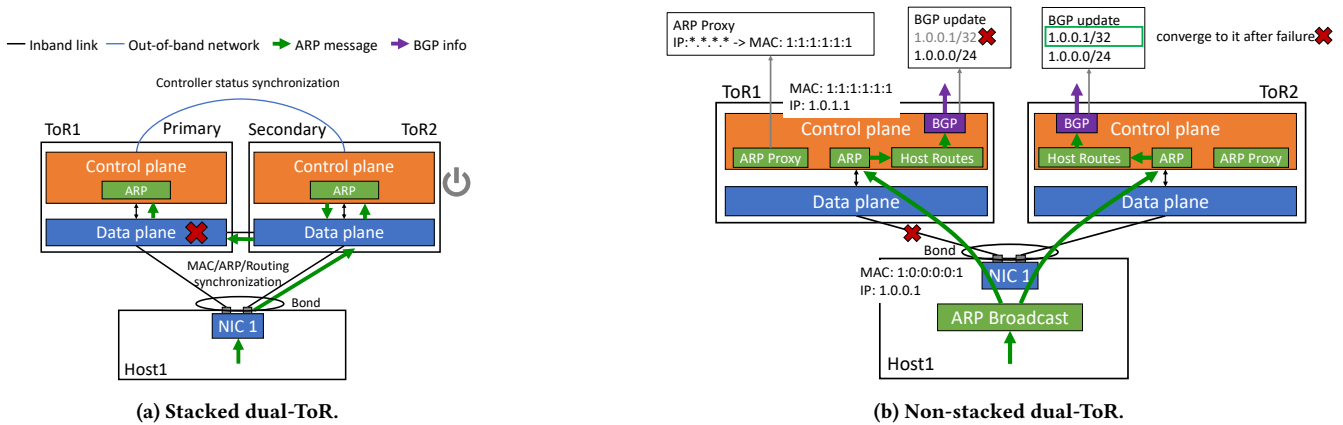 Inband link
Out-of-band network
ARP message
BGP info
Controller status synchronization
ToR1
Primary
Secondary
ToR2
Control plane
ARP
Control plane
ARP
Data plane
Data plane
MAC/ARP/Routing
synchronization
Bond
NIC 1
Host1
(a) Stacked dual-ToR.
ARP Proxy
IP:*.*.*.* -> MAC: 1:1:1:1:1:1
BGP update
1.0.0.1/32
1.0.0.0/24
BGP update
1.0.0.1/32
1.0.0.0/24
converge to it after failure
ToR1
MAC: 1:1:1:1:1:1
IP: 1.0.1.1
ToR2
Control plane
BGP
ARP Proxy
ARP
Host Routes
Data plane
BGP
Control plane
Host Routes
ARP
ARP Proxy
Data plane
Bond
MAC: 1:0:0:0:0:1
IP: 1.0.0.1
NIC 1
ARP Broadcast
Host1
(b) Non-stacked dual-ToR.